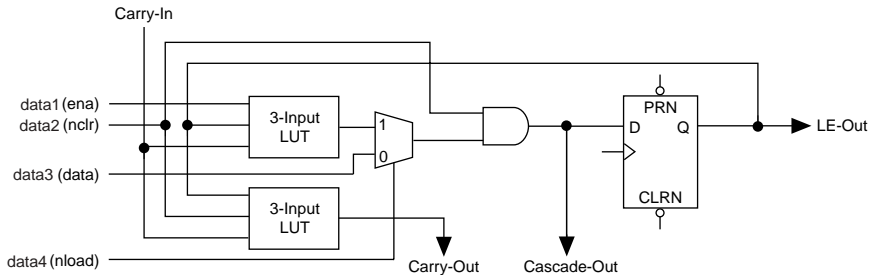 Carry-In
data1 (ena)
data2 (nclr)
3-Input
LUT
1
0
data3 (data)
3-Input
LUT
data4 (nload)
Carry-Out
Cascade-Out
PRN
D
Q
CLRN
LE-Out